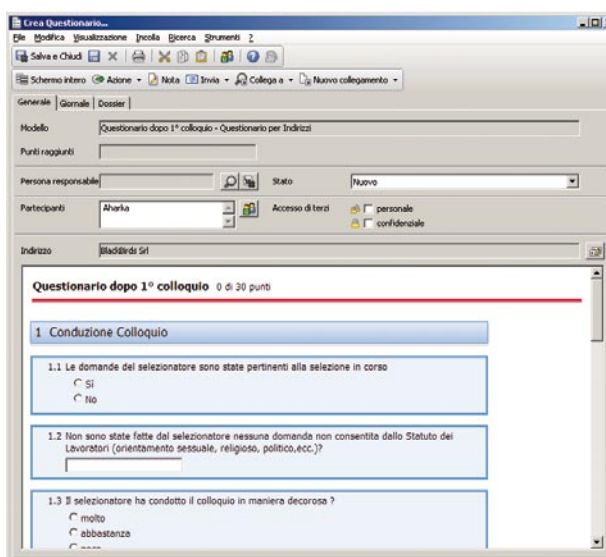 Crea Questionario...
File Modifica Visualizzazione Incolla Ricerca Strumenti ?
Salva e Chiudi
Schermo intero Azione Nota Invia Collega a Nuovo collegamento
Generale Giornale Dossier
Modello Questionario dopo 1° colloquio - Questionario per Indirizzi
Punti raggiunti
Persona responsabile Stato Nuovo
Partecipanti Aharka Accesso di terzi personale
confidenziale
Indirizzo BlackBirds Srl
Questionario dopo 1° colloquio 0 di 30 punti
1 Conduzione Colloquio
1.1 Le domande del selezionatore sono state pertinenti alla selezione in corso
Si
No
1.2 Non sono state fatte dal selezionatore nessuna domanda non consentita dallo Statuto dei
Lavoratori (orientamento sessuale, religioso, politico,ecc.)?
1.3 Il selezionatore ha condotto il colloquio in maniera decorosa ?
molto
abbastanza